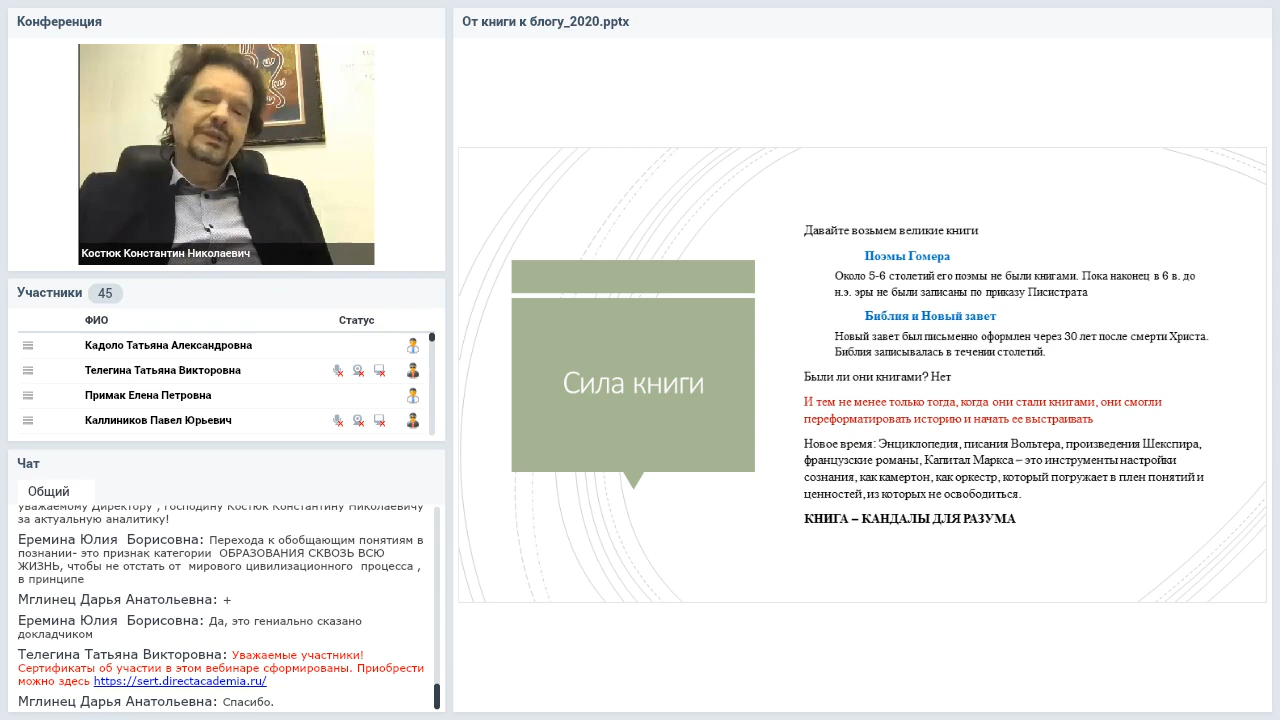 Конференция
Костюк Константин Николаевич
Участники 45
ФИО Статус
Кадоло Татьяна Александровна
Телегина Татьяна Викторовна
Примак Елена Петровна
Каллиников Павел Юрьевич
Чат
Общий
уважаемому Директору , господину Костюк Константину Николаевичу
за актуальную аналитику!
Еремина Юлия  Борисовна: Перехода к обобщающим понятиям в
познании- это признак категории  ОБРАЗОВАНИЯ СКВОЗЬ ВСЮ
ЖИЗНЬ, чтобы не отстать от  мирового цивилизационного  процесса ,
в принципе
Мглинец Дарья Анатольевна: +
Еремина Юлия  Борисовна: Да, это гениально сказано
докладчиком
Телегина Татьяна Викторовна: Уважаемые участники!
Сертификаты об участии в этом вебинаре сформированы. Приобрести
можно здесь https://sert.directacademia.ru/
Мглинец Дарья Анатольевна: Спасибо.
От книги к блогу_2020.pptx
Сила книги
Давайте возьмем великие книги
Поэмы Гомера
Около 5-6 столетий его поэмы не были книгами. Пока наконец в 6 в. до
н.э. эры не были записаны по приказу Писистрата
Библия и Новый завет
Новый завет был письменно оформлен через 30 лет после смерти Христа.
Библия записывалась в течении столетий.
Были ли они книгами? Нет
И тем не менее только тогда, когда они стали книгами, они смогли
переформатировать историю и начать ее выстраивать
Новое время: Энциклопедия, писания Вольтера, произведения Шекспира,
французские романы, Капитал Маркса – это инструменты настройки
сознания, как камертон, как оркестр, который погружает в плен понятий и
ценностей, из которых не освободиться.
КНИГА – КАНДАЛЫ ДЛЯ РАЗУМА